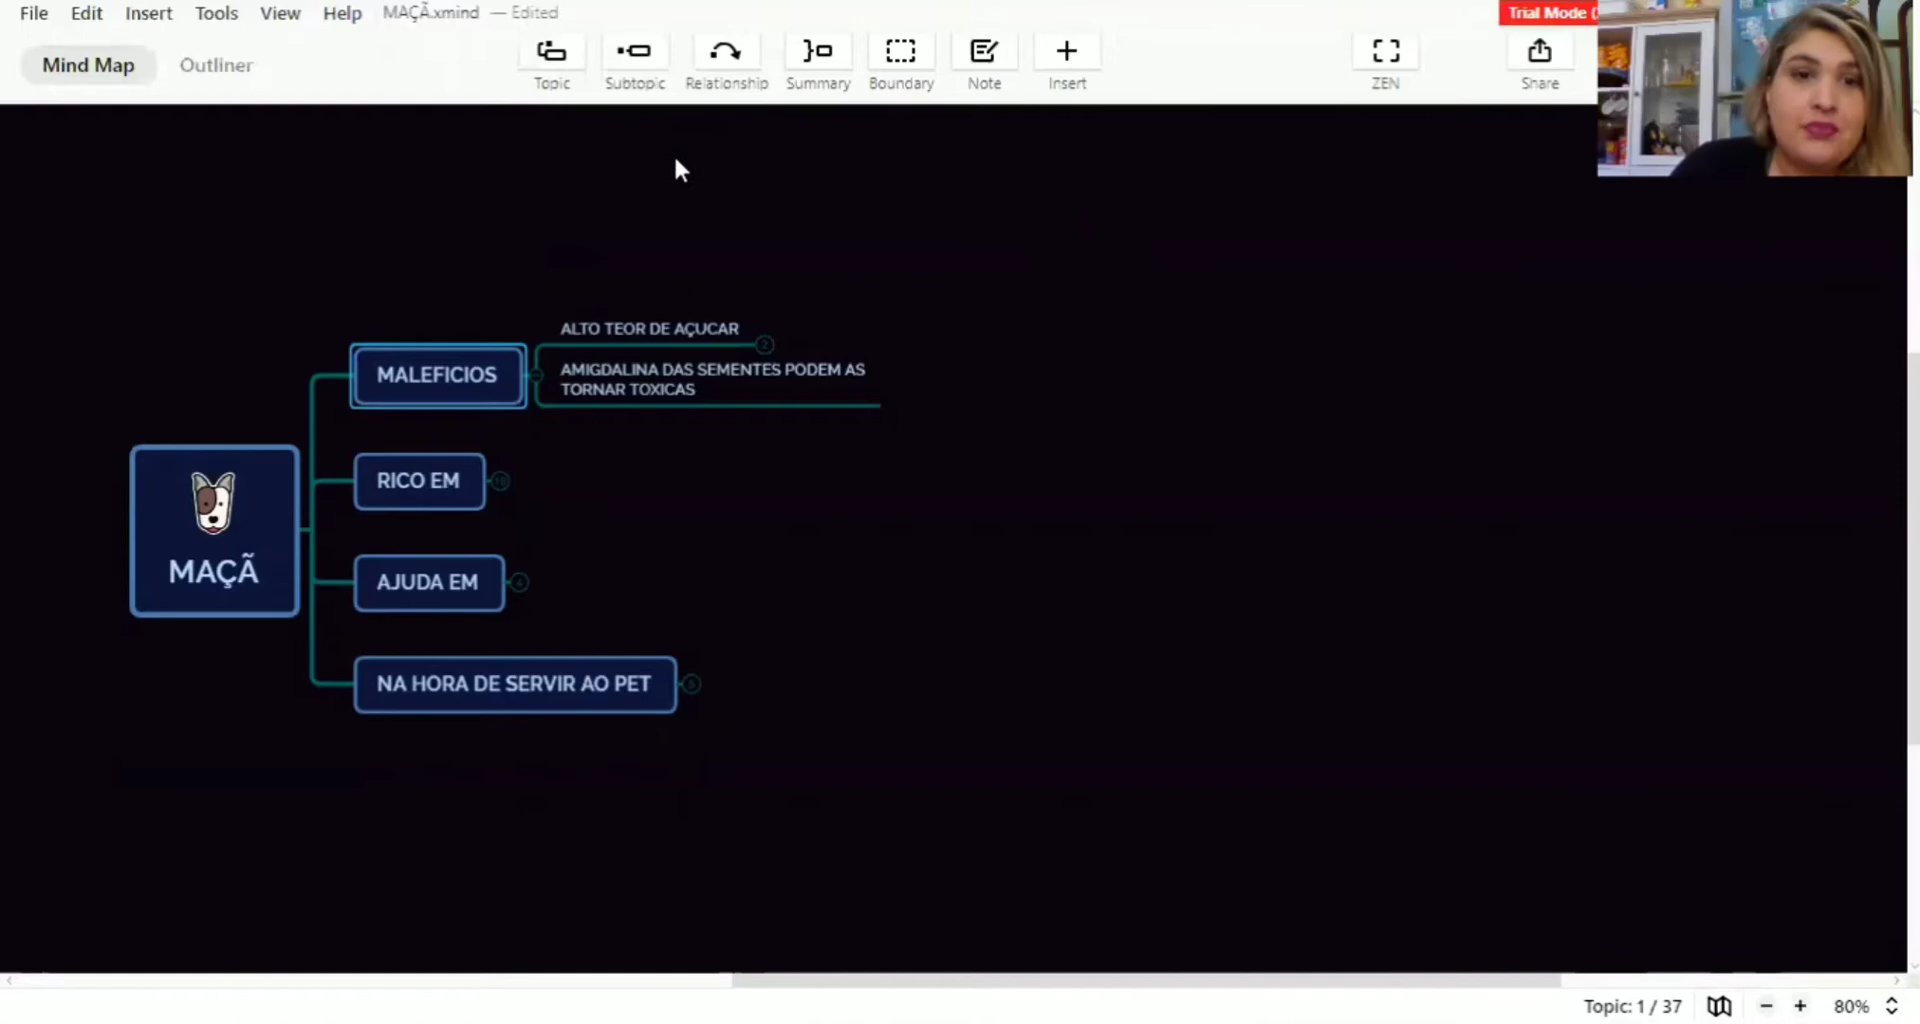 File Edit Insert Tools View Help MAÇÃ.xmind — Edited
Trial Mode (
Mind Map Outliner
Topic Subtopic Relationship Summary Boundary Note Insert ZEN Share
ALTO TEOR DE AÇUCAR
2
AMIGDALINA DAS SEMENTES PODEM AS
TORNAR TOXICAS
MALEFICIOS
RICO EM
MAÇÃ
AJUDA EM
NA HORA DE SERVIR AO PET
Topic: 1 / 37
80%